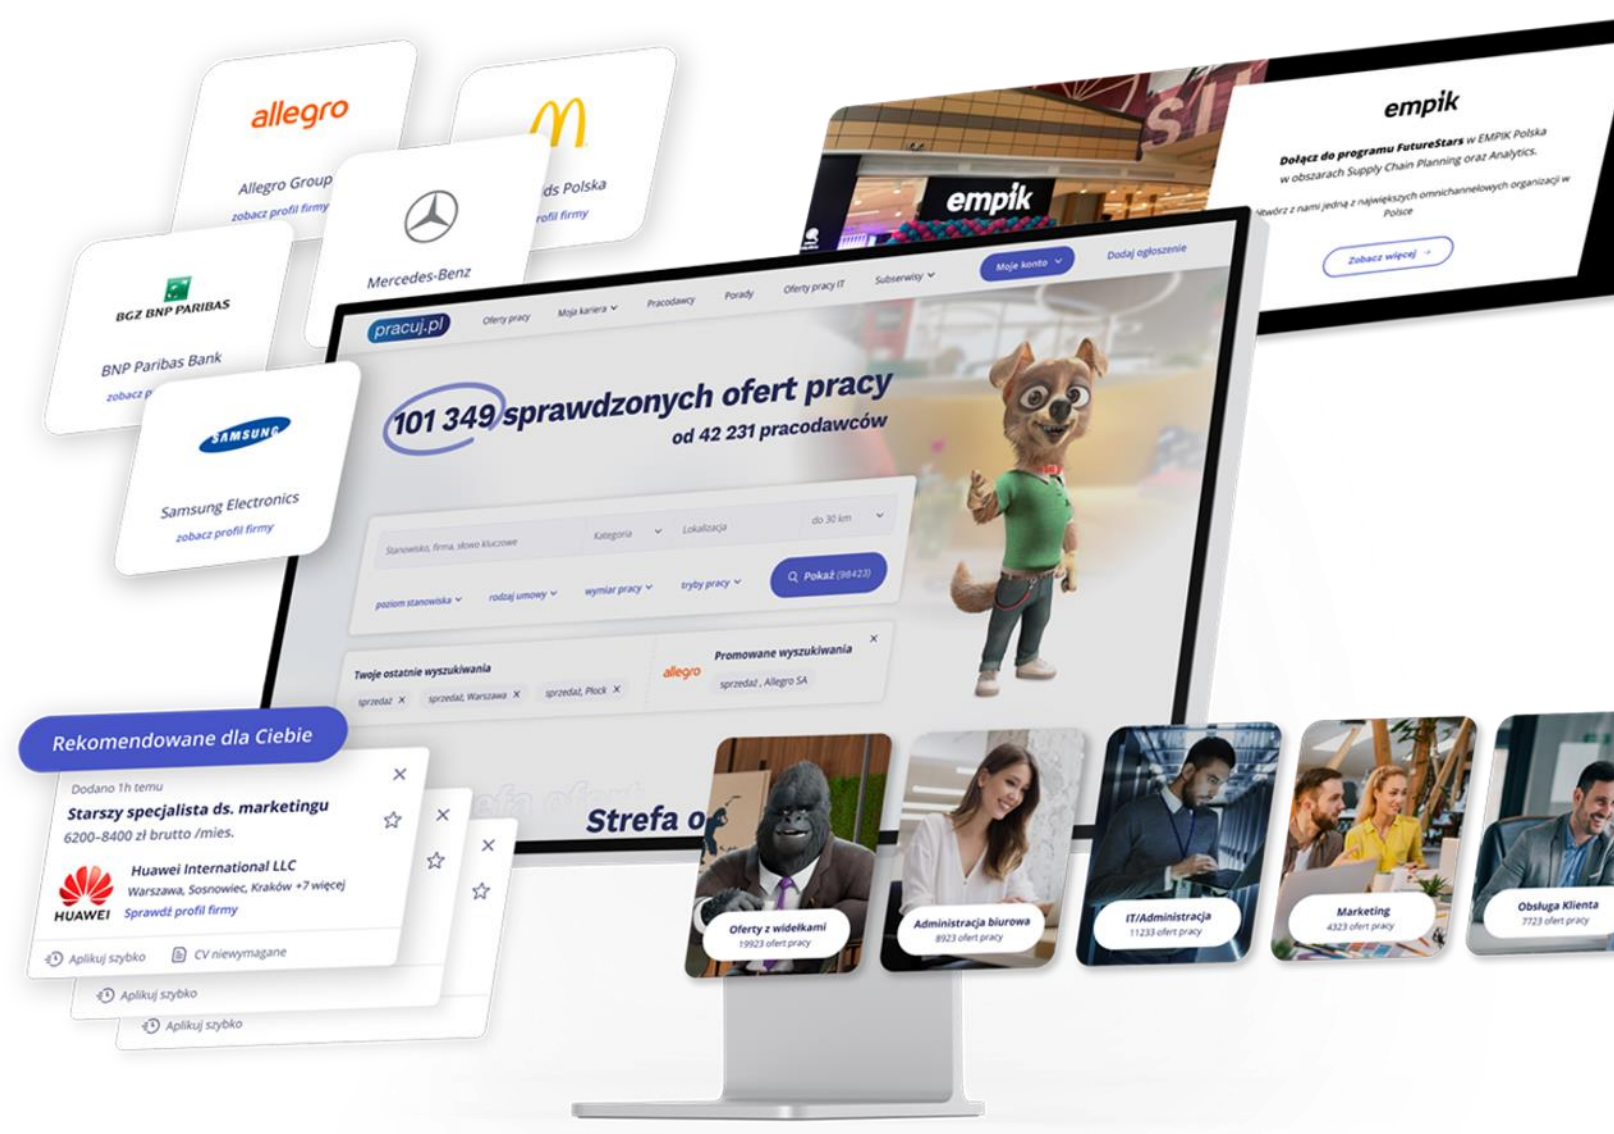 allegro
Allegro Group
zobacz profil firmy
ds Polska
rofil firmy
Mercedes-Benz
BGZ BNP PARIBAS
BNP Paribas Bank
zobacz p
SAMSUNG
Samsung Electronics
zobacz profil firmy
empik
empik
Dołącz do programu FutureStars w EMPIK Polska
w obszarach Supply Chain Planning oraz Analytics.
z nami jedną z największych omnichannelowych organizacji w
Polsce
Zobacz więcej →
pracuj.pl
Oferty pracy
Moja kariera
Pracodawcy
Porady
Oferty pracy IT
Subserwisy
Moje konto
Dodaj ogłoszenie
101 349 sprawdzonych ofert pracy
od 42 231 pracodawców
Stanowisko, firma, słowo kluczowe
Kategoria
Lokalizacja
do 30 km
poziom stanowiska
rodzaj umowy
wymiar pracy
tryby pracy
Pokaż (98423)
Twoje ostatnie wyszukiwania
sprzedaż X
sprzedaż, Warszawa X
sprzedaż, Płock X
allegro
Promowane wyszukiwania
sprzedaż , Allegro SA
Strefa o
Rekomendowane dla Ciebie
Dodano 1h temu
Starszy specjalista ds. marketingu
6200–8400 zł brutto /mies.
HUAWEI
Huawei International LLC
Warszawa, Sosnowiec, Kraków +7 więcej
Sprawdź profil firmy
Aplikuj szybko
CV niewymagane
Aplikuj szybko
Aplikuj szybko
Oferty z widełkami
19923 ofert pracy
Administracja biurowa
8923 ofert pracy
IT/Administracja
11233 ofert pracy
Marketing
4323 ofert pracy
Obsługa Klienta
7723 ofert pracy